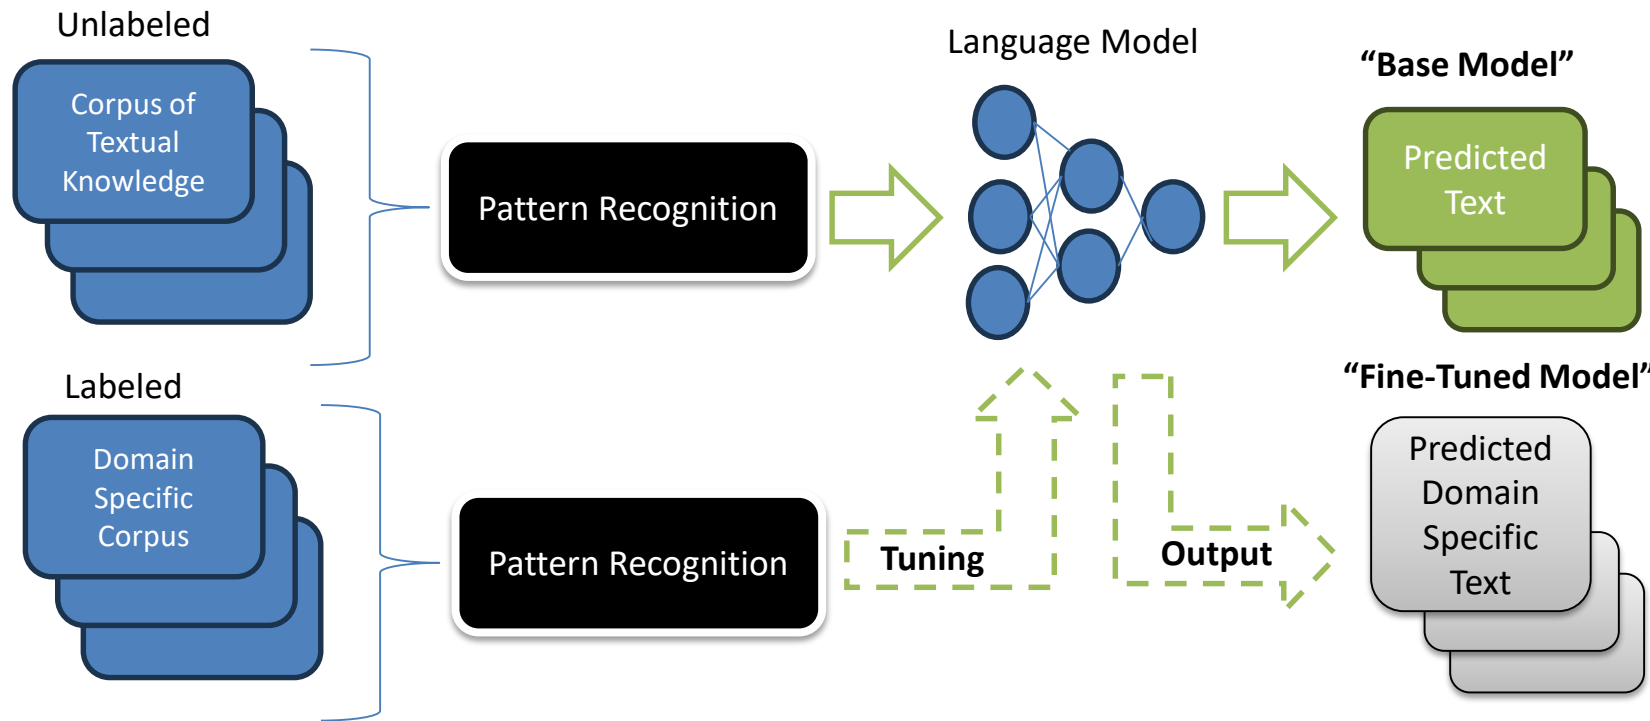 Unlabeled
Corpus of
Textual
Knowledge
Pattern Recognition
Language Model
“Base Model”
Predicted
Text
Labeled
Domain
Specific
Corpus
Pattern Recognition
Tuning
Output
“Fine-Tuned Model”
Predicted
Domain
Specific
Text